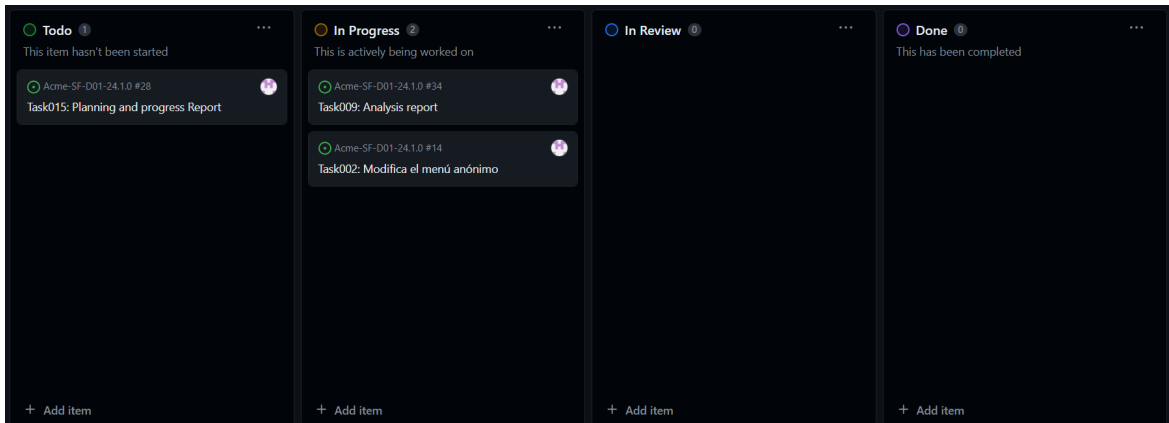 Todo 1
This item hasn't been started
Acme-SF-D01-24.1.0 #28
Task015: Planning and progress Report
+ Add item
In Progress 2
This is actively being worked on
Acme-SF-D01-24.1.0 #34
Task009: Analysis report
Acme-SF-D01-24.1.0 #14
Task002: Modifica el menú anónimo
+ Add item
In Review 0
+ Add item
Done 0
This has been completed
+ Add item